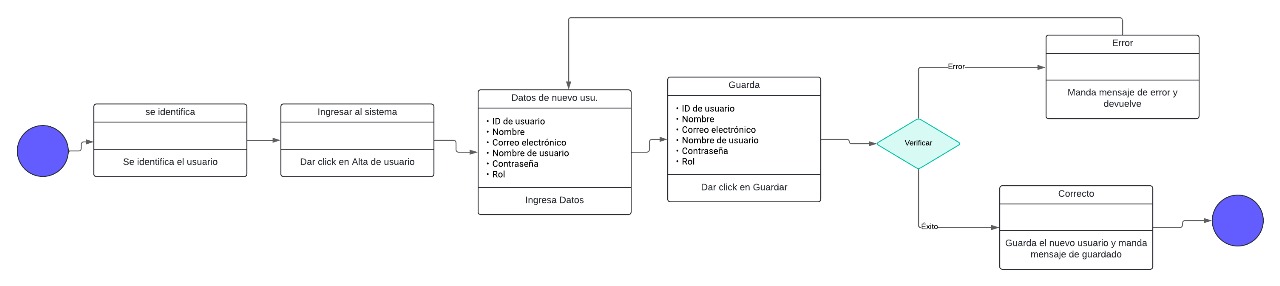 se identifica
Se identifica el usuario
Ingresar al sistema
Dar click en Alta de usuario
Datos de nuevo usu.
• ID de usuario
• Nombre
• Correo electrónico
• Nombre de usuario
• Contraseña
• Rol
Ingresa Datos
Guarda
• ID de usuario
• Nombre
• Correo electrónico
• Nombre de usuario
• Contraseña
• Rol
Dar click en Guardar
Verificar
Error
Error
Manda mensaje de error y
devuelve
Éxito
Correcto
Guarda el nuevo usuario y manda
mensaje de guardado